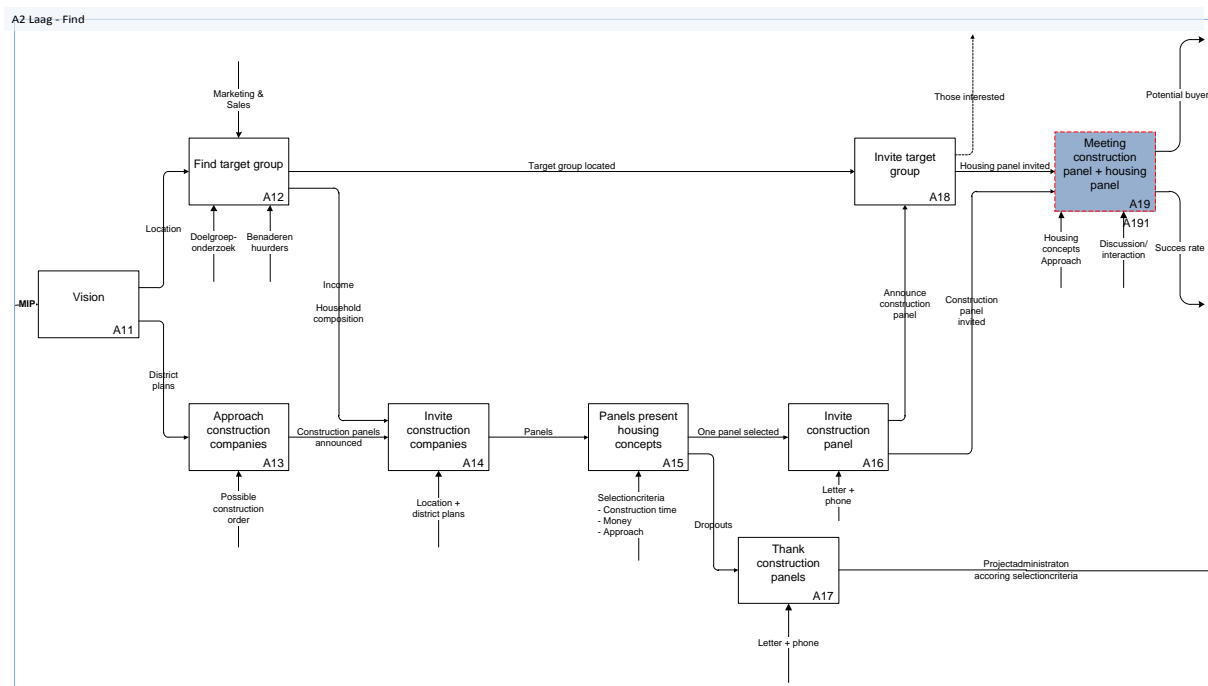 A2 Laag - Find
Marketing &
Sales
Find target group
A12
Doelgroep-
onderzoek
Benaderen
huurders
Location
MIP
Vision
A11
District
plans
Income
Household
composition
Target group located
Those interested
Invite target
group
A18
Housing panel invited
Meeting
construction
panel + housing
panel
A19
A191
Housing
concepts
Approach
Discussion/
interaction
Potential buyer
Succes rate
Announce
construction
panel
Construction
panel
invited
Approach
construction
companies
A13
Possible
construction
order
Construction panels
announced
Invite
construction
companies
A14
Location +
district plans
Panels
Panels present
housing
concepts
A15
Selectioncriteria
- Construction time
- Money
- Approach
One panel selected
Dropouts
Invite
construction
panel
A16
Letter +
phone
Thank
construction
panels
A17
Letter + phone
Projectadministraton
accoring selectioncriteria